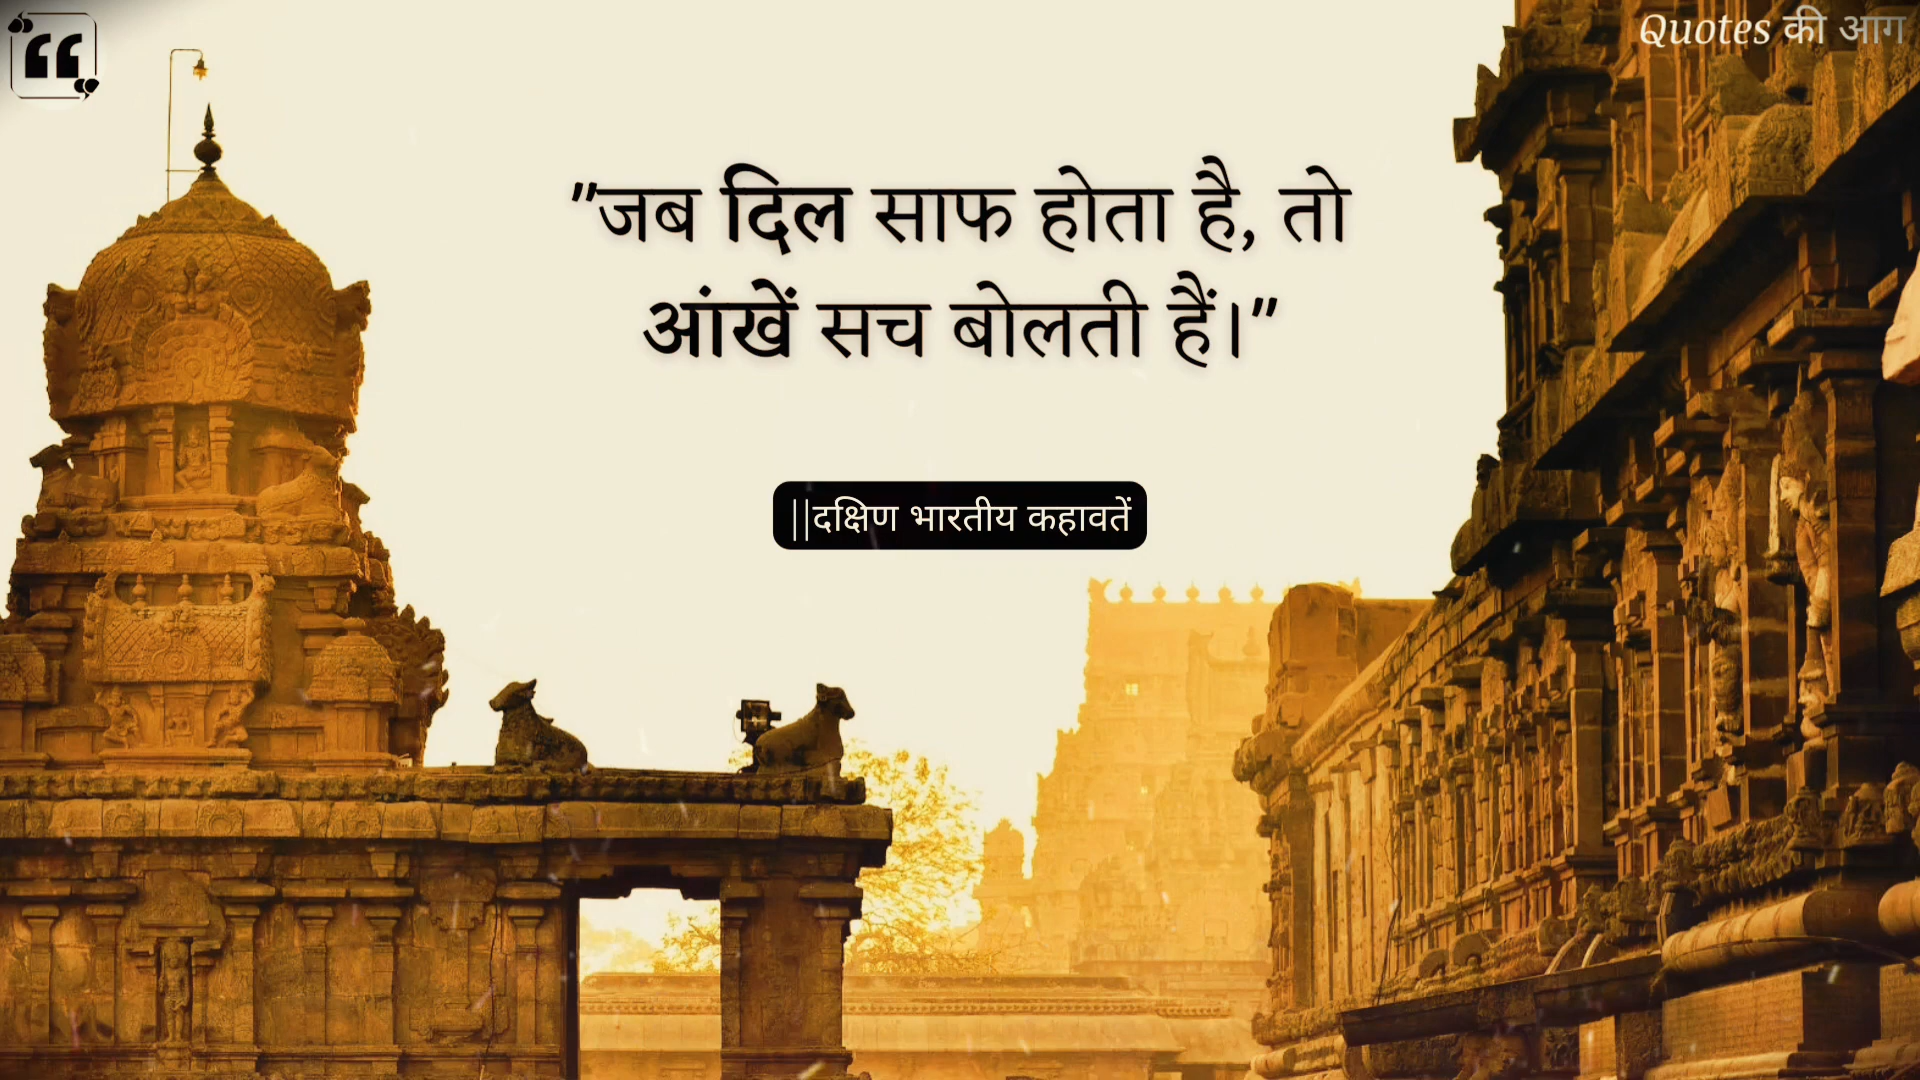 Quotes की आग
"जब दिल साफ होता है, तो
आंखें सच बोलती हैं।"
||दक्षिण भारतीय कहावतें